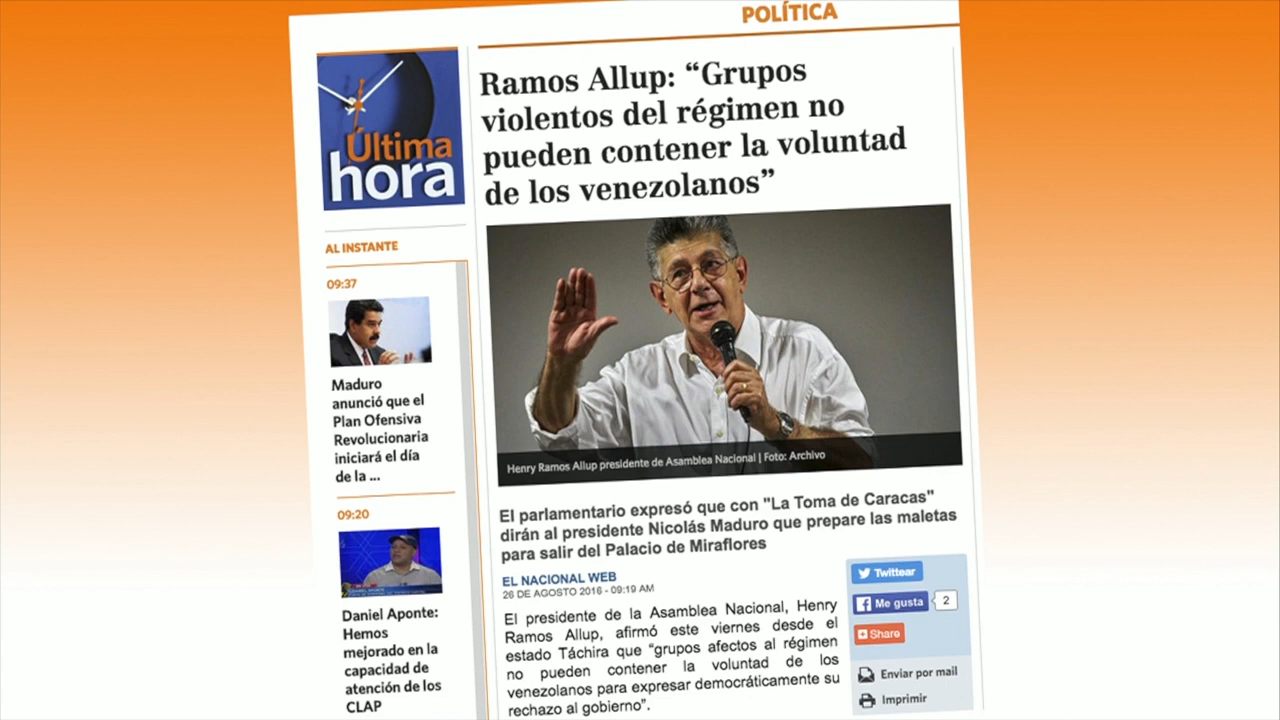 POLÍTICA
Última
hora
AL INSTANTE
09:37
Maduro
anunció que el
Plan Ofensiva
Revolucionaria
iniciará el día
de la ...
09:20
Daniel Aponte:
Hemos
mejorado en la
capacidad de
atención de los
CLAP
Ramos Allup: “Grupos
violentos del régimen no
pueden contener la voluntad
de los venezolanos”
Henry Ramos Allup presidente de Asamblea Nacional | Foto: Archivo
El parlamentario expresó que con "La Toma de Caracas"
dirán al presidente Nicolás Maduro que prepare las maletas
para salir del Palacio de Miraflores
EL NACIONAL WEB
26 DE AGOSTO 2016 - 09:19 AM
El presidente de la Asamblea Nacional, Henry
Ramos Allup, afirmó este viernes desde el
estado Táchira que “grupos afectos al régimen
no pueden contener la voluntad de los
venezolanos para expresar democráticamente su
rechazo al gobierno”.
Twittear
Me gusta 2
Share
Enviar por mail
Imprimir